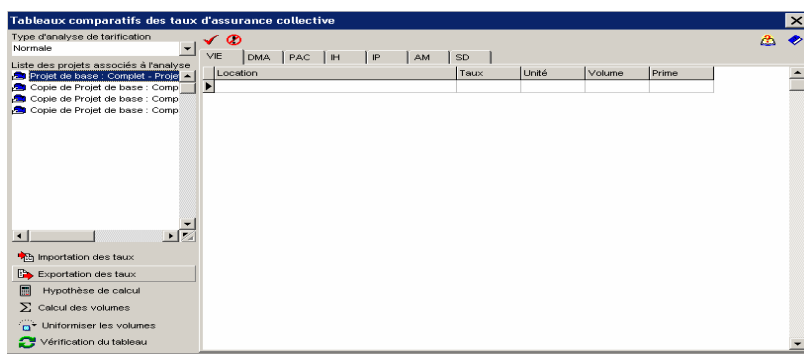 Tableaux comparatifs des taux d'assurance collective
Type d'analyse de tarification
Normale
Liste des projets associés à l'analyse
Projet de base : Complet - Proje
Copie de Projet de base : Comp
Copie de Projet de base : Comp
Copie de Projet de base : Comp
Importation des taux
Exportation des taux
Hypothèse de calcul
Calcul des volumes
Uniformiser les volumes
Vérification du tableau
VIE DMA PAC IH IP AM SD
Location Taux Unité Volume Prime